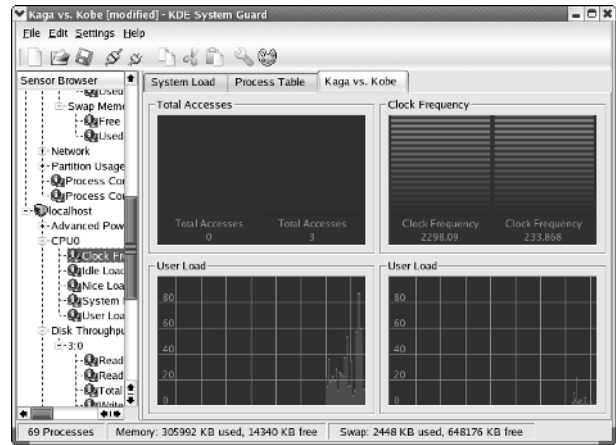 Kaga vs. Kobe [modified] - KDE System Guard
File Edit Settings Help
Sensor Browser
System Load Process Table Kaga vs. Kobe
Used
Swap Mem
Free
Used
Network
Partition Usage
Process Co
Process Co
localhost
Advanced Pow
CPU0
Clock Fr
Idle Load
Nice Loa
System
User Loa
Disk Throughpu
3:0
Read
Read
Total
Write
Total Accesses
Total Accesses Total Accesses
0 3
Clock Frequency
Clock Frequency Clock Frequency
2298.09 233.868
User Load
80
60
40
20
0
User Load
80
60
40
20
0
69 Processes Memory: 305992 KB used, 14340 KB free Swap: 2448 KB used, 648176 KB free